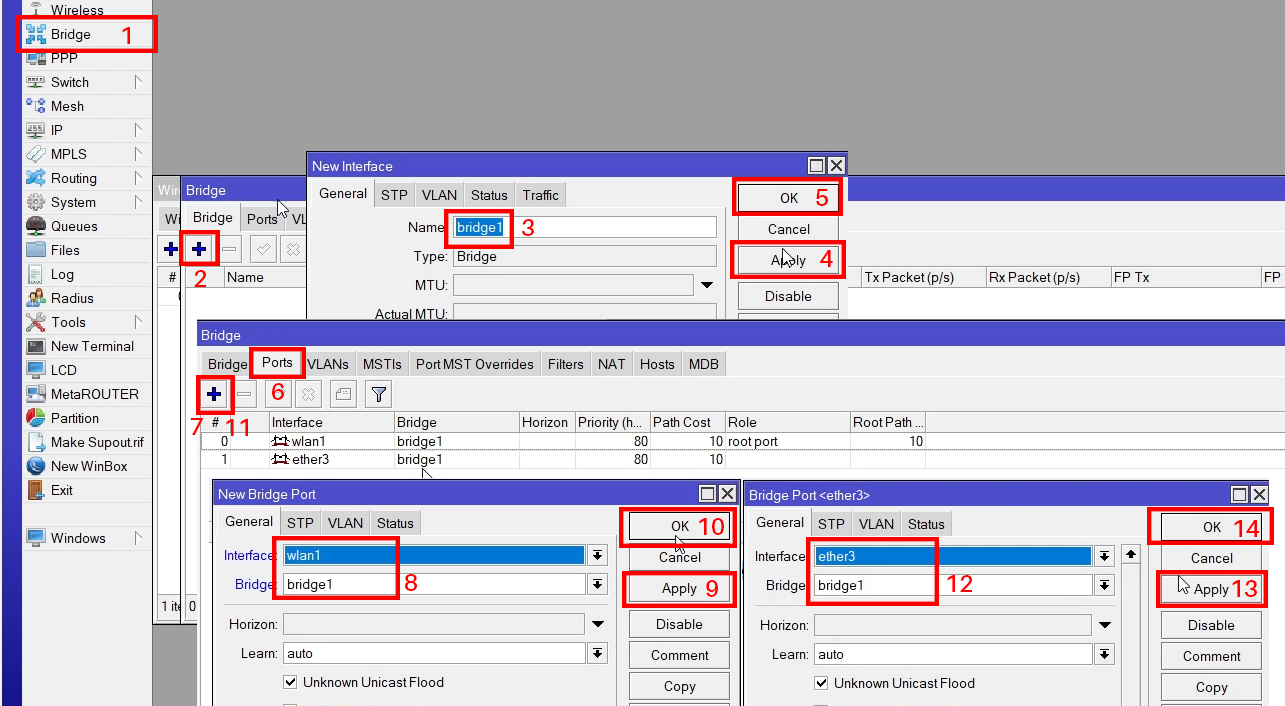 Wireless
Bridge 1
PPP
Switch
Mesh
IP
MPLS
Routing
System
Queues
Files
Log
Radius
Tools
New Terminal
LCD
MetaROUTER
Partition
Make Supout.rif
New WinBox
Exit
Windows
New Interface
General STP VLAN Status Traffic
Name: bridge1 3
Type: Bridge
MTU:
Actual MTU:
OK 5
Cancel
Apply 4
Disable
Bridge
Bridge Ports VL
2
# Name Tx Packet (p/s) Rx Packet (p/s) FP Tx FP
Bridge
Bridge Ports VLANs MSTIs Port MST Overrides Filters NAT Hosts MDB
6
7 11
# Interface Bridge Horizon Priority (h... Path Cost Role Root Path ...
0 wlan1 bridge1 80 10 root port 10
1 ether3 bridge1 80 10
New Bridge Port
General STP VLAN Status
Interface: wlan1
Bridge: bridge1 8
Horizon:
Learn: auto
Unknown Unicast Flood
OK 10
Cancel
Apply 9
Disable
Comment
Copy
Bridge Port <ether3>
General STP VLAN Status
Interface: ether3
Bridge: bridge1 12
Horizon:
Learn: auto
Unknown Unicast Flood
OK 14
Cancel
Apply 13
Disable
Comment
Copy